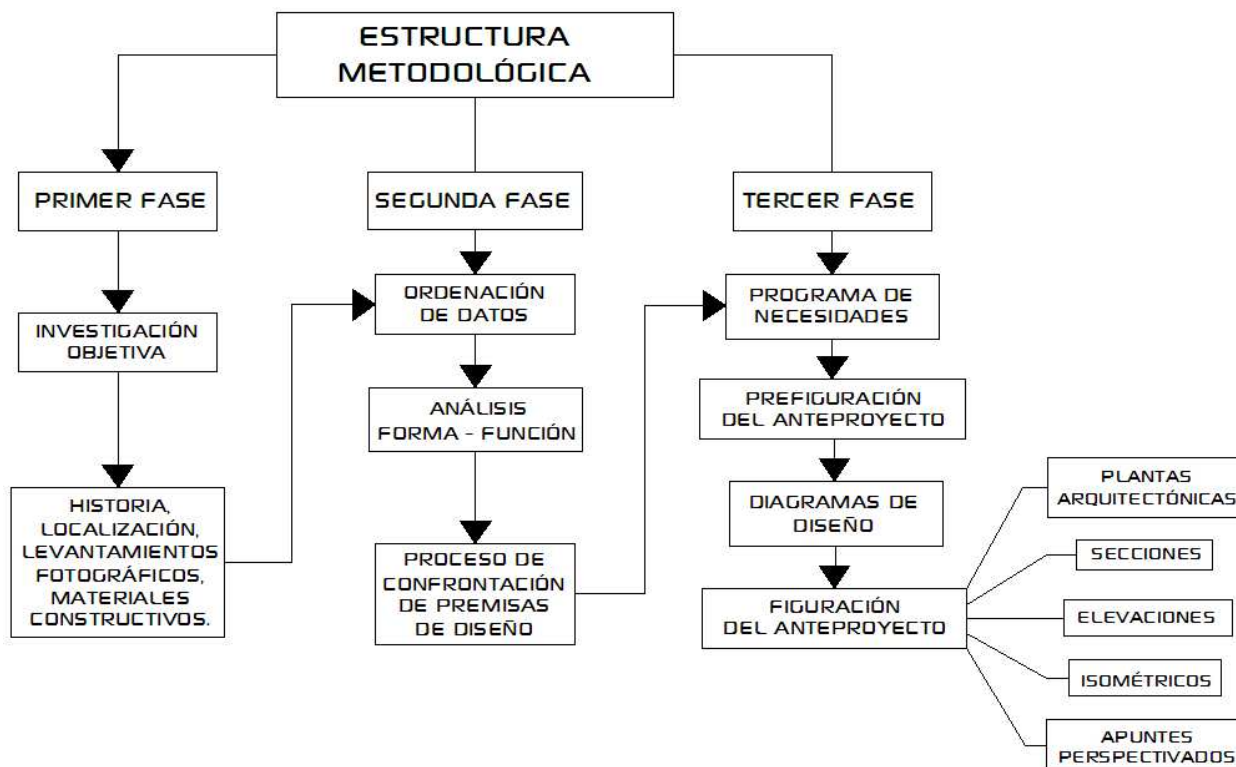 ESTRUCTURA
METODOLÓGICA
PRIMER FASE
INVESTIGACIÓN
OBJETIVA
HISTORIA,
LOCALIZACIÓN,
LEVANTAMIENTOS
FOTOGRÁFICOS,
MATERIALES
CONSTRUCTIVOS.
SEGUNDA FASE
ORDENACIÓN
DE DATOS
ANÁLISIS
FORMA - FUNCIÓN
PROCESO DE
CONFRONTACIÓN
DE PREMISAS
DE DISEÑO
TERCER FASE
PROGRAMA DE
NECESIDADES
PREFIGURACIÓN
DEL ANTEPROYECTO
DIAGRAMAS DE
DISEÑO
FIGURACIÓN
DEL ANTEPROYECTO
PLANTAS
ARQUITECTÓNICAS
SECCIONES
ELEVACIONES
ISOMÉTRICOS
APUNTES
PERSPECTIVADOS